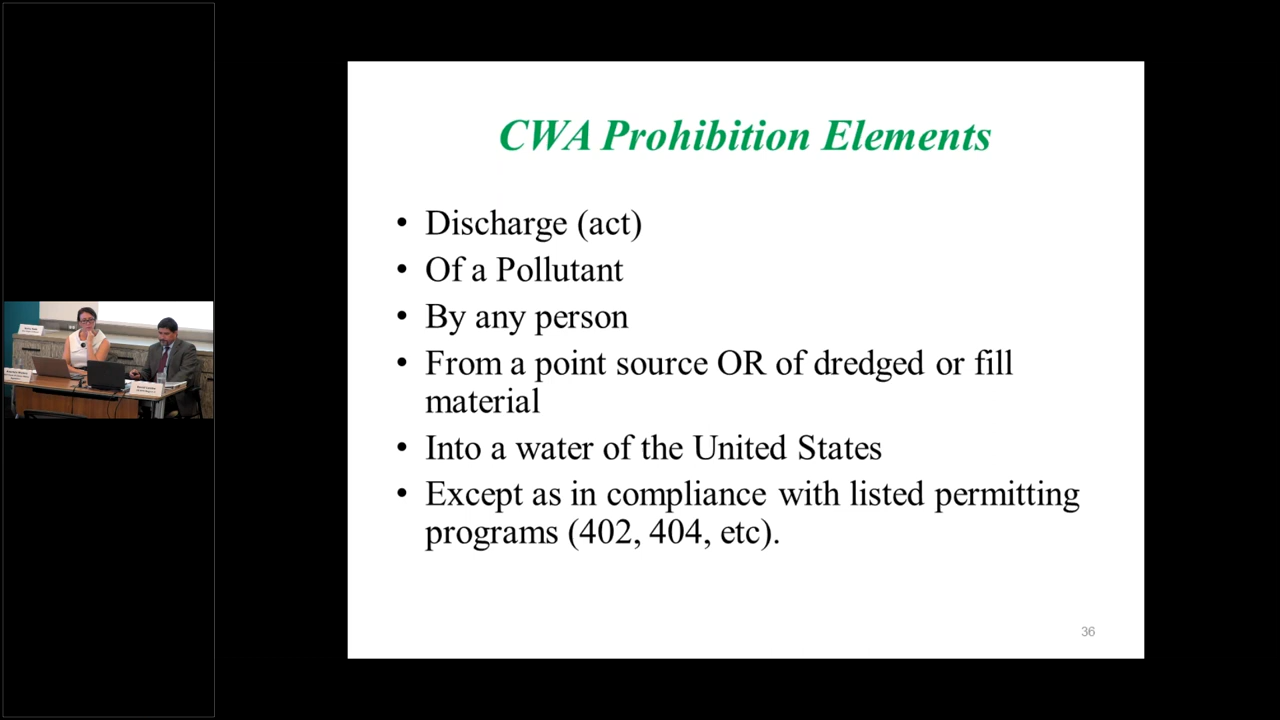 CWA Prohibition Elements
• Discharge (act)
• Of a Pollutant
• By any person
• From a point source OR of dredged or fill
material
• Into a water of the United States
• Except as in compliance with listed permitting
programs (402, 404, etc).
36